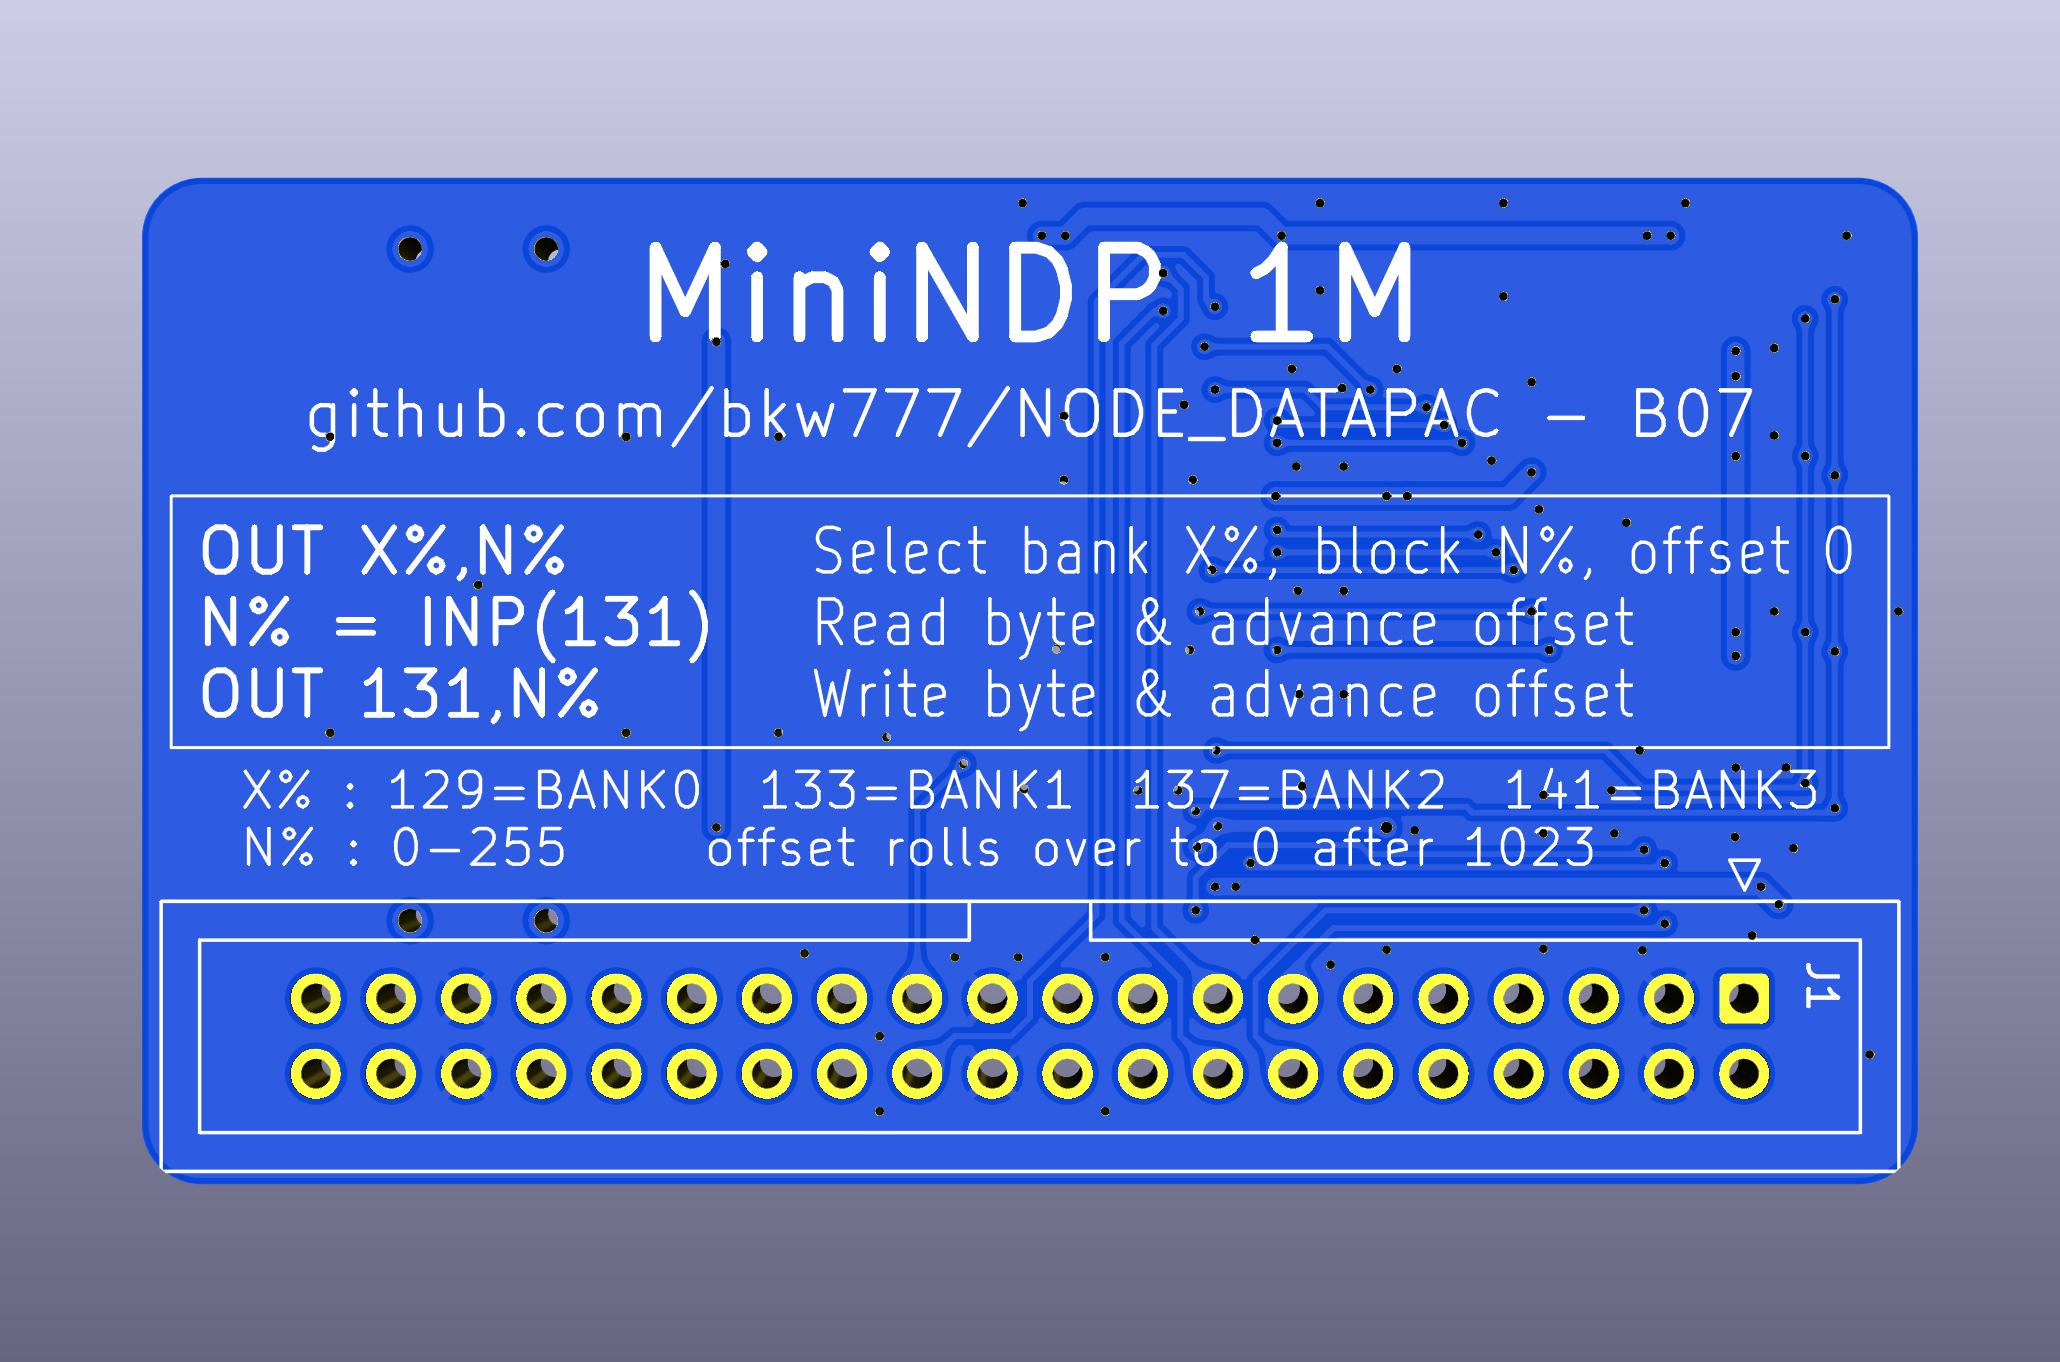 MiniNDP 1M
github.com/bkw777/NODE_DATAPAC - B07
OUT X%,N% Select bank X%, block N%, offset 0
N% = INP(131) Read byte & advance offset
OUT 131,N% Write byte & advance offset
X% : 129=BANK0 133=BANK1 137=BANK2 141=BANK3
N% : 0-255 offset rolls over to 0 after 1023
J1